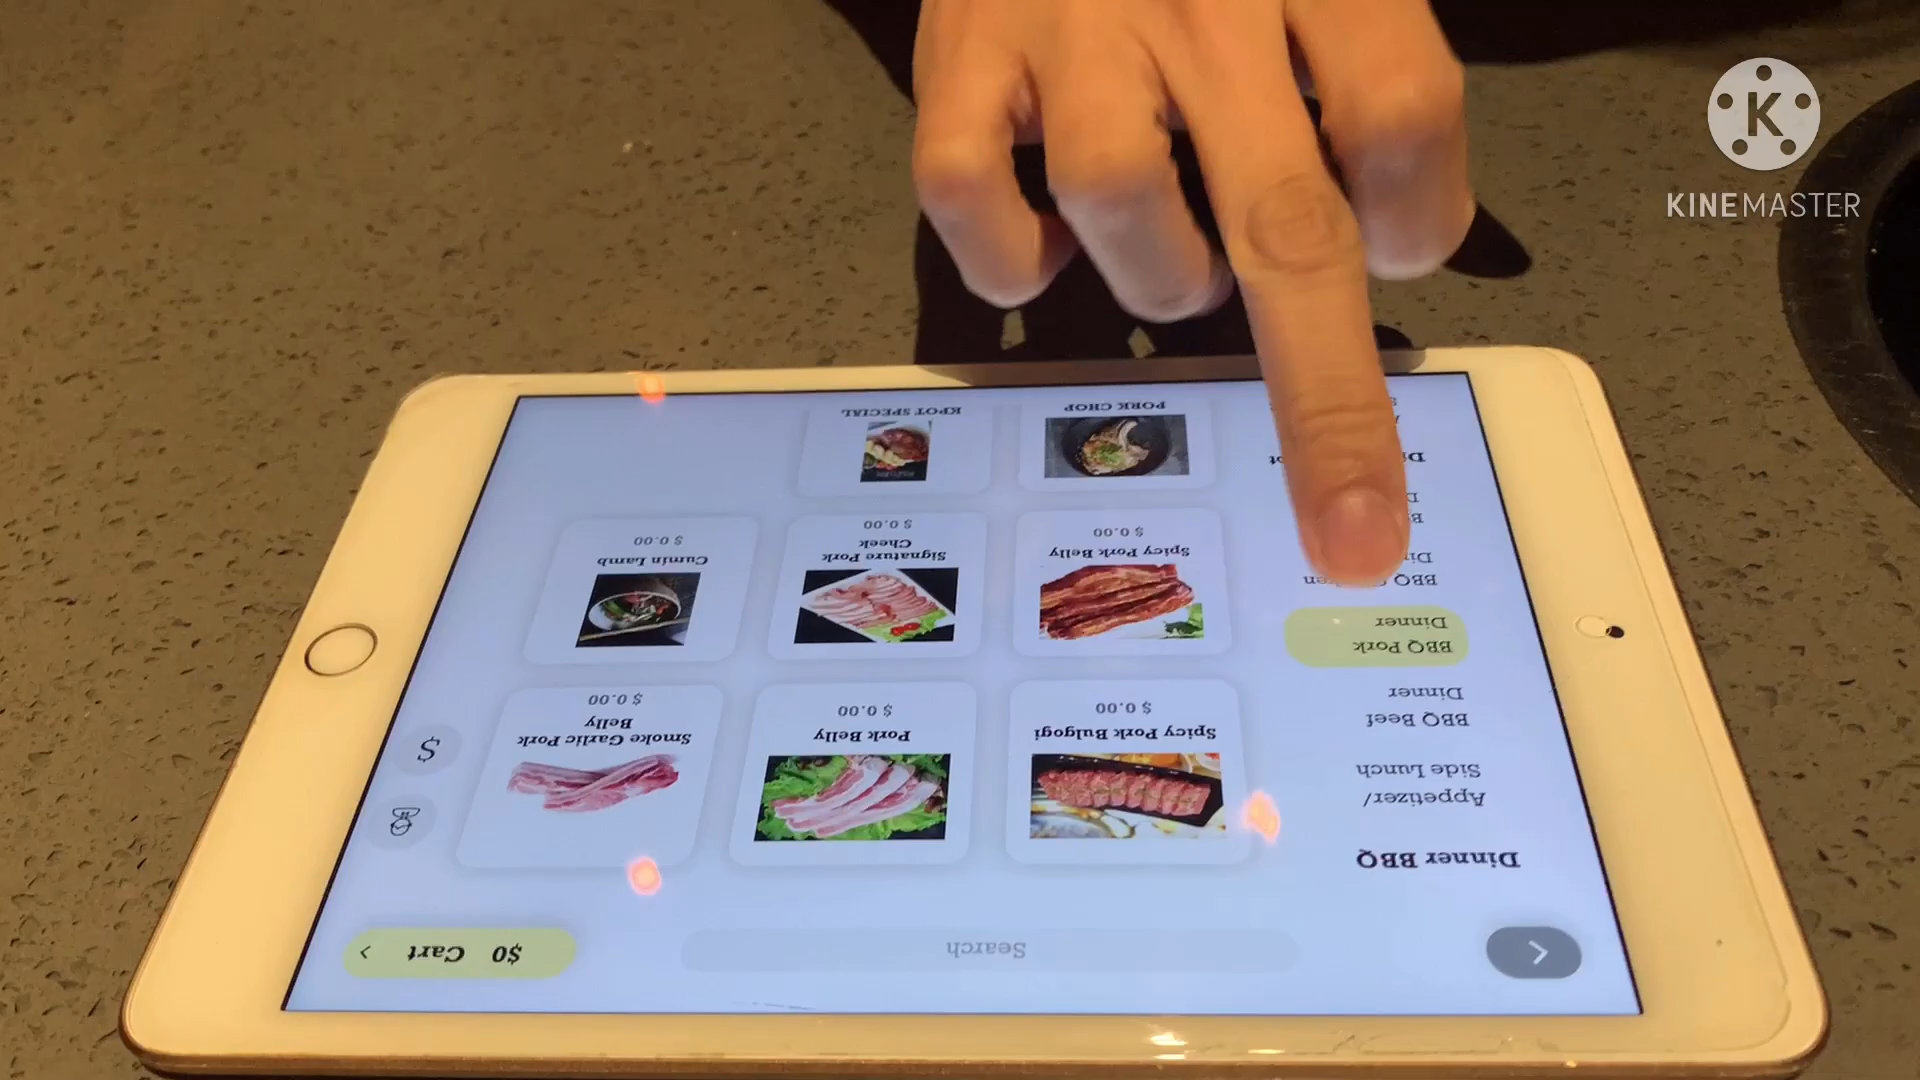 K
KINEMASTER
Search
$0 Cart
Dinner BBQ
Appetizer/
Side Lunch
BBQ Beef
Dinner
BBQ Pork
Dinner
BBQ
Spicy Pork Bulgogi
$ 0.00
Pork Belly
$ 0.00
Smoke Garlic Pork
Belly
$ 0.00
Spicy Pork Belly
$ 0.00
Signature Pork
Cheek
$ 0.00
Cumin Lamb
$ 0.00
PORK CHOP
KPOT SPECIAL
$